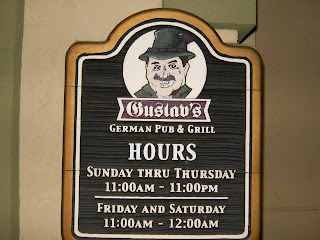 Gustav's
GERMAN PUB & GRILL
HOURS
SUNDAY THRU THURSDAY
11:00AM - 11:00PM
FRIDAY AND SATURDAY
11:00AM - 12:00AM